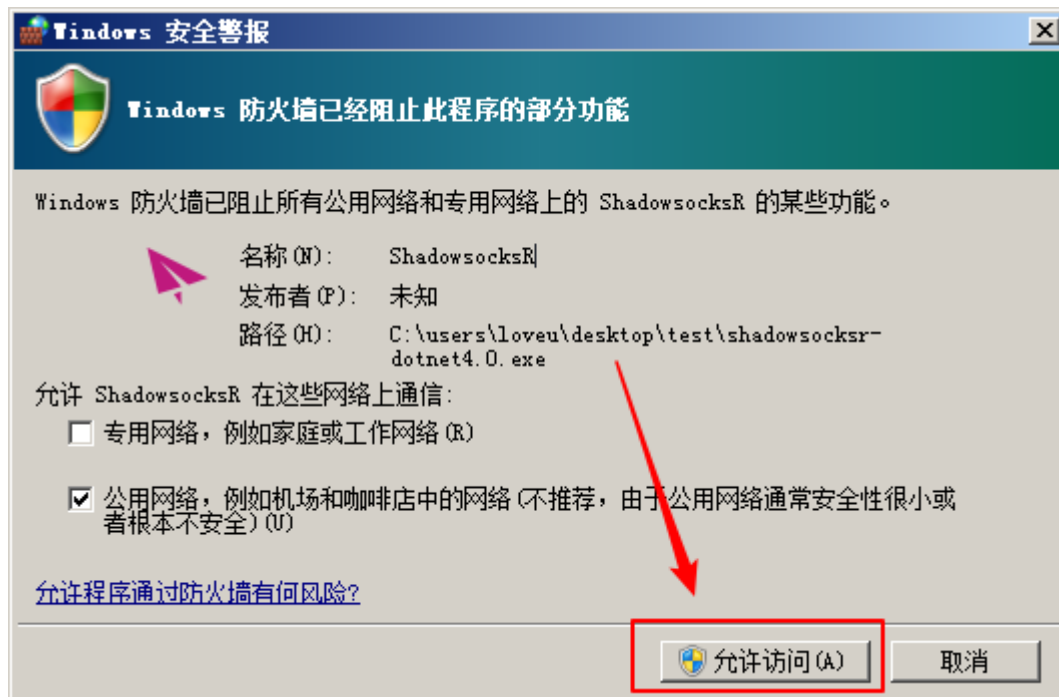 Windows 安全警报
Windows 防火墙已经阻止此程序的部分功能
Windows 防火墙已阻止所有公用网络和专用网络上的 ShadowsocksR 的某些功能。
名称(N): ShadowsocksR
发布者(P): 未知
路径(H): C:\users\loveu\desktop\test\shadowsocksr-
dotnet4.0.exe
允许 ShadowsocksR 在这些网络上通信:
专用网络，例如家庭或工作网络(R)
公用网络，例如机场和咖啡店中的网络(不推荐，由于公用网络通常安全性很小或
者根本不安全)(U)
允许程序通过防火墙有何风险?
允许访问(A)
取消